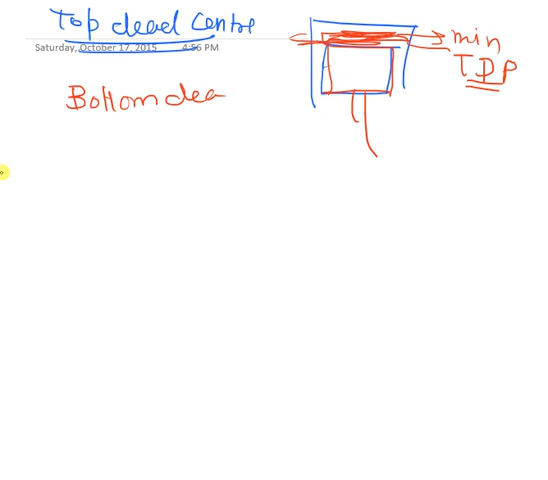 Top dead Centre
Saturday, October 17, 2015 4:56 PM
min
TDP
Bottom dea